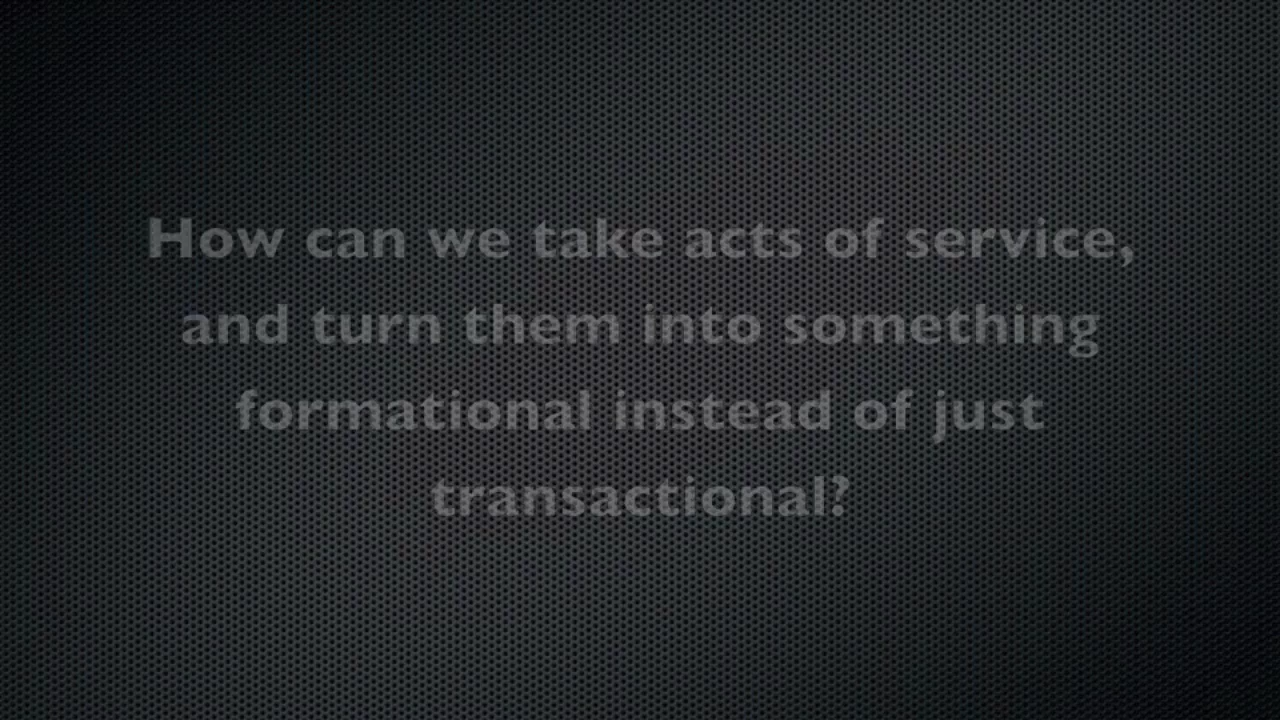 How can we take acts of service,
and turn them into something
formational instead of just
transactional?